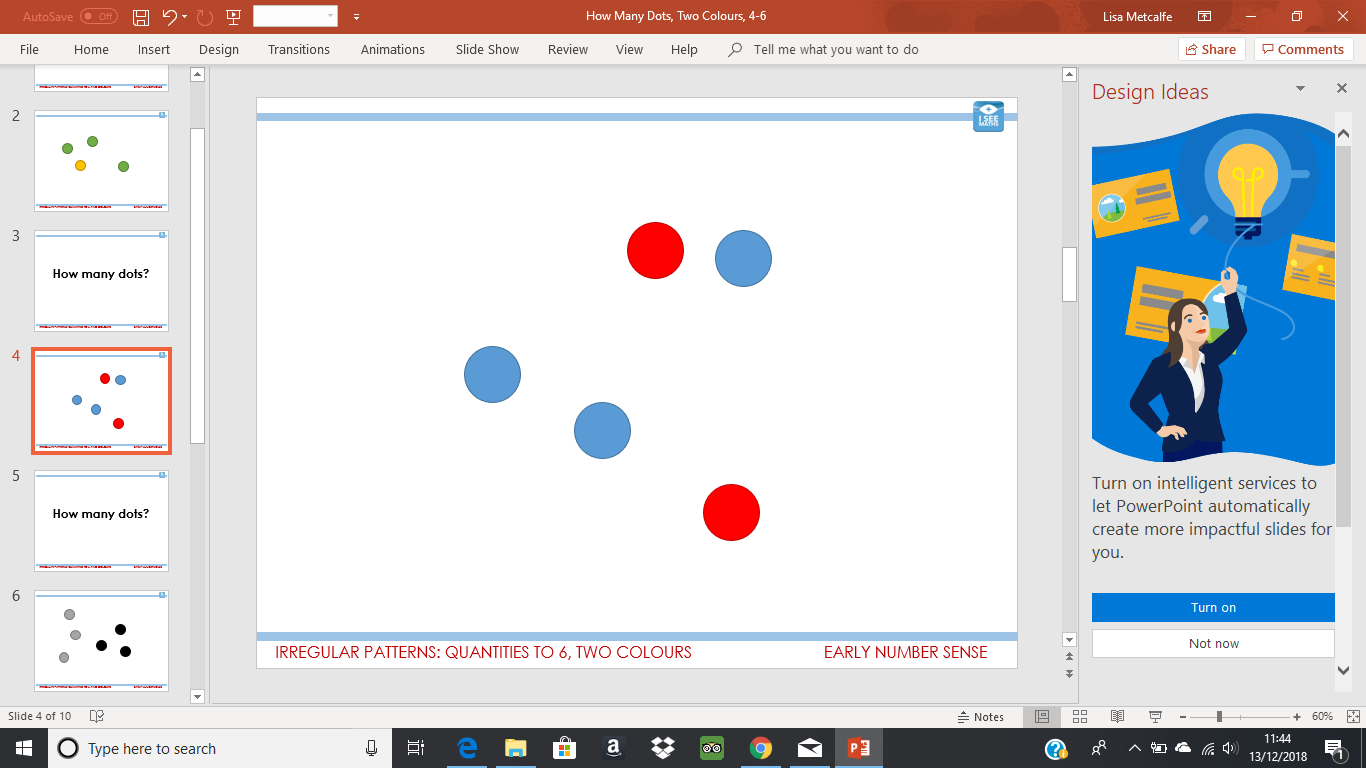 AutoSave Off
How Many Dots, Two Colours, 4-6
Lisa Metcalfe
File Home Insert Design Transitions Animations Slide Show Review View Help Tell me what you want to do
Share Comments
2
3
How many dots?
4
5
How many dots?
6
I SEE
MATHS
IRREGULAR PATTERNS: QUANTITIES TO 6, TWO COLOURS
EARLY NUMBER SENSE
Design Ideas
Turn on intelligent services to
let PowerPoint automatically
create more impactful slides for
you.
Turn on
Not now
Slide 4 of 10
Notes
60%
Type here to search
11:44
13/12/2018
1